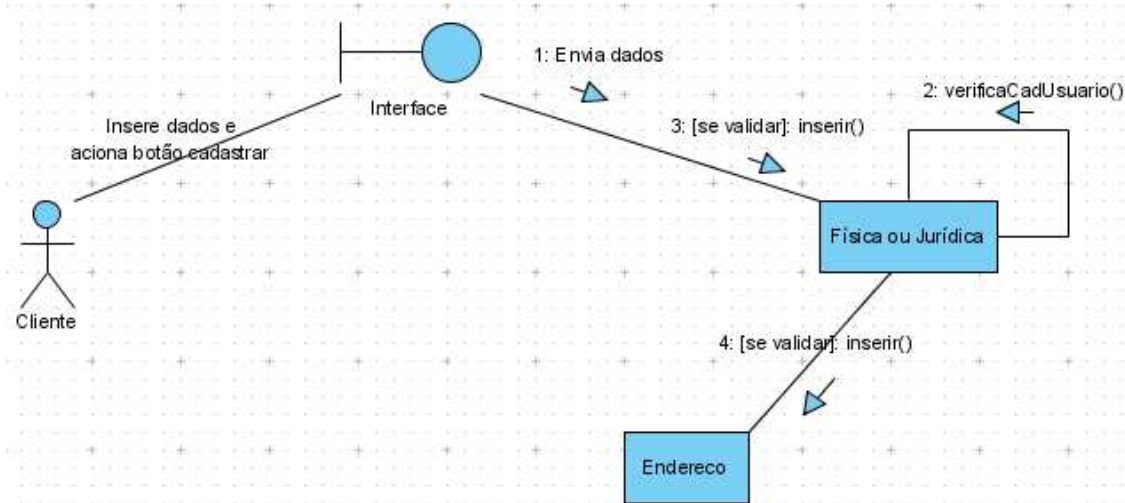 1: Envia dados
2: verificaCadUsuario()
Interface
Insere dados e
aciona botão cadastrar
3: [se validar]: inserir()
Física ou Jurídica
Cliente
4: [se validar]: inserir()
Endereco